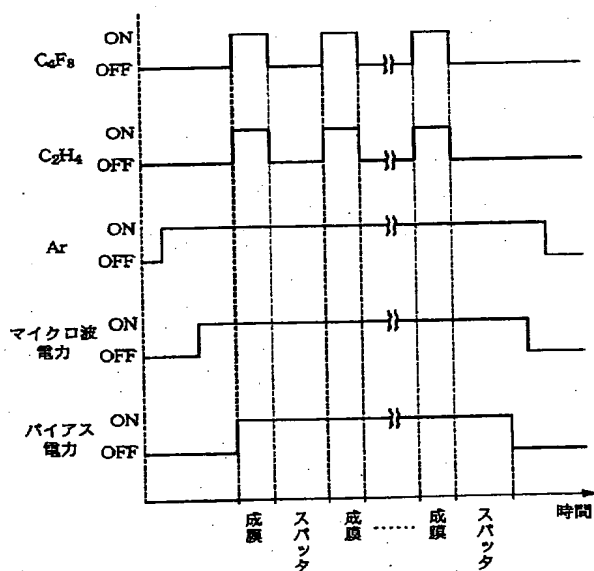 ON
C₄F₈
OFF
ON
C₂H₄
OFF
ON
Ar
OFF
マイクロ波
電力
ON
OFF
バイアス
電力
ON
OFF
時間
成膜
スパッタ
成膜
……
成膜
スパッタ